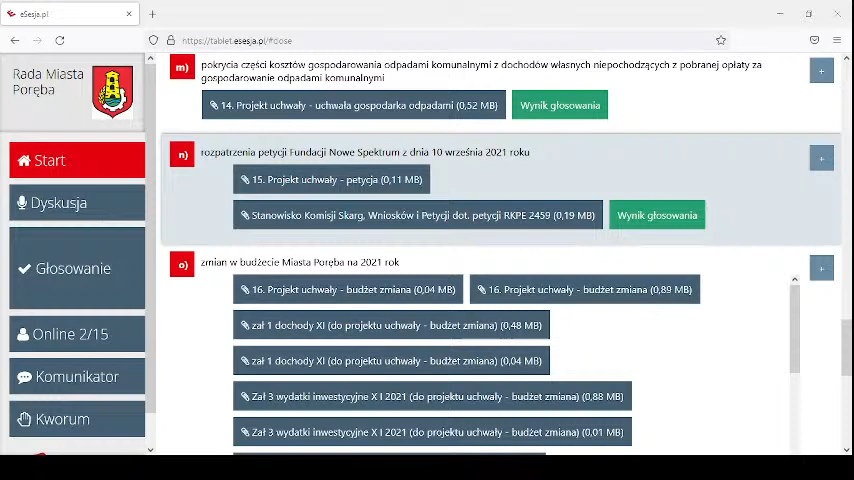 eSesja.pl
https://tablet.esesja.pl/#dose
Rada Miasta
Poręba
Start
Dyskusja
Głosowanie
Online 2/15
Komunikator
Kworum
m) pokrycia części kosztów gospodarowania odpadami komunalnymi z dochodów własnych niepochodzących z pobranej opłaty za
gospodarowanie odpadami komunalnymi
+
14. Projekt uchwały - uchwała gospodarka odpadami (0,52 MB) Wynik głosowania
n) rozpatrzenia petycji Fundacji Nowe Spektrum z dnia 10 września 2021 roku
+
15. Projekt uchwały - petycja (0,11 MB)
Stanowisko Komisji Skarg, Wniosków i Petycji dot. petycji RKPE 2459 (0,19 MB) Wynik głosowania
o) zmian w budżecie Miasta Poręba na 2021 rok
+
16. Projekt uchwały - budżet zmiana (0,04 MB) 16. Projekt uchwały - budżet zmiana (0,89 MB)
zał 1 dochody XI (do projektu uchwały - budżet zmiana) (0,48 MB)
zał 1 dochody XI (do projektu uchwały - budżet zmiana) (0,04 MB)
Zał 3 wydatki inwestycyjne X I 2021 (do projektu uchwały - budżet zmiana) (0,88 MB)
Zał 3 wydatki inwestycyjne X I 2021 (do projektu uchwały - budżet zmiana) (0,01 MB)